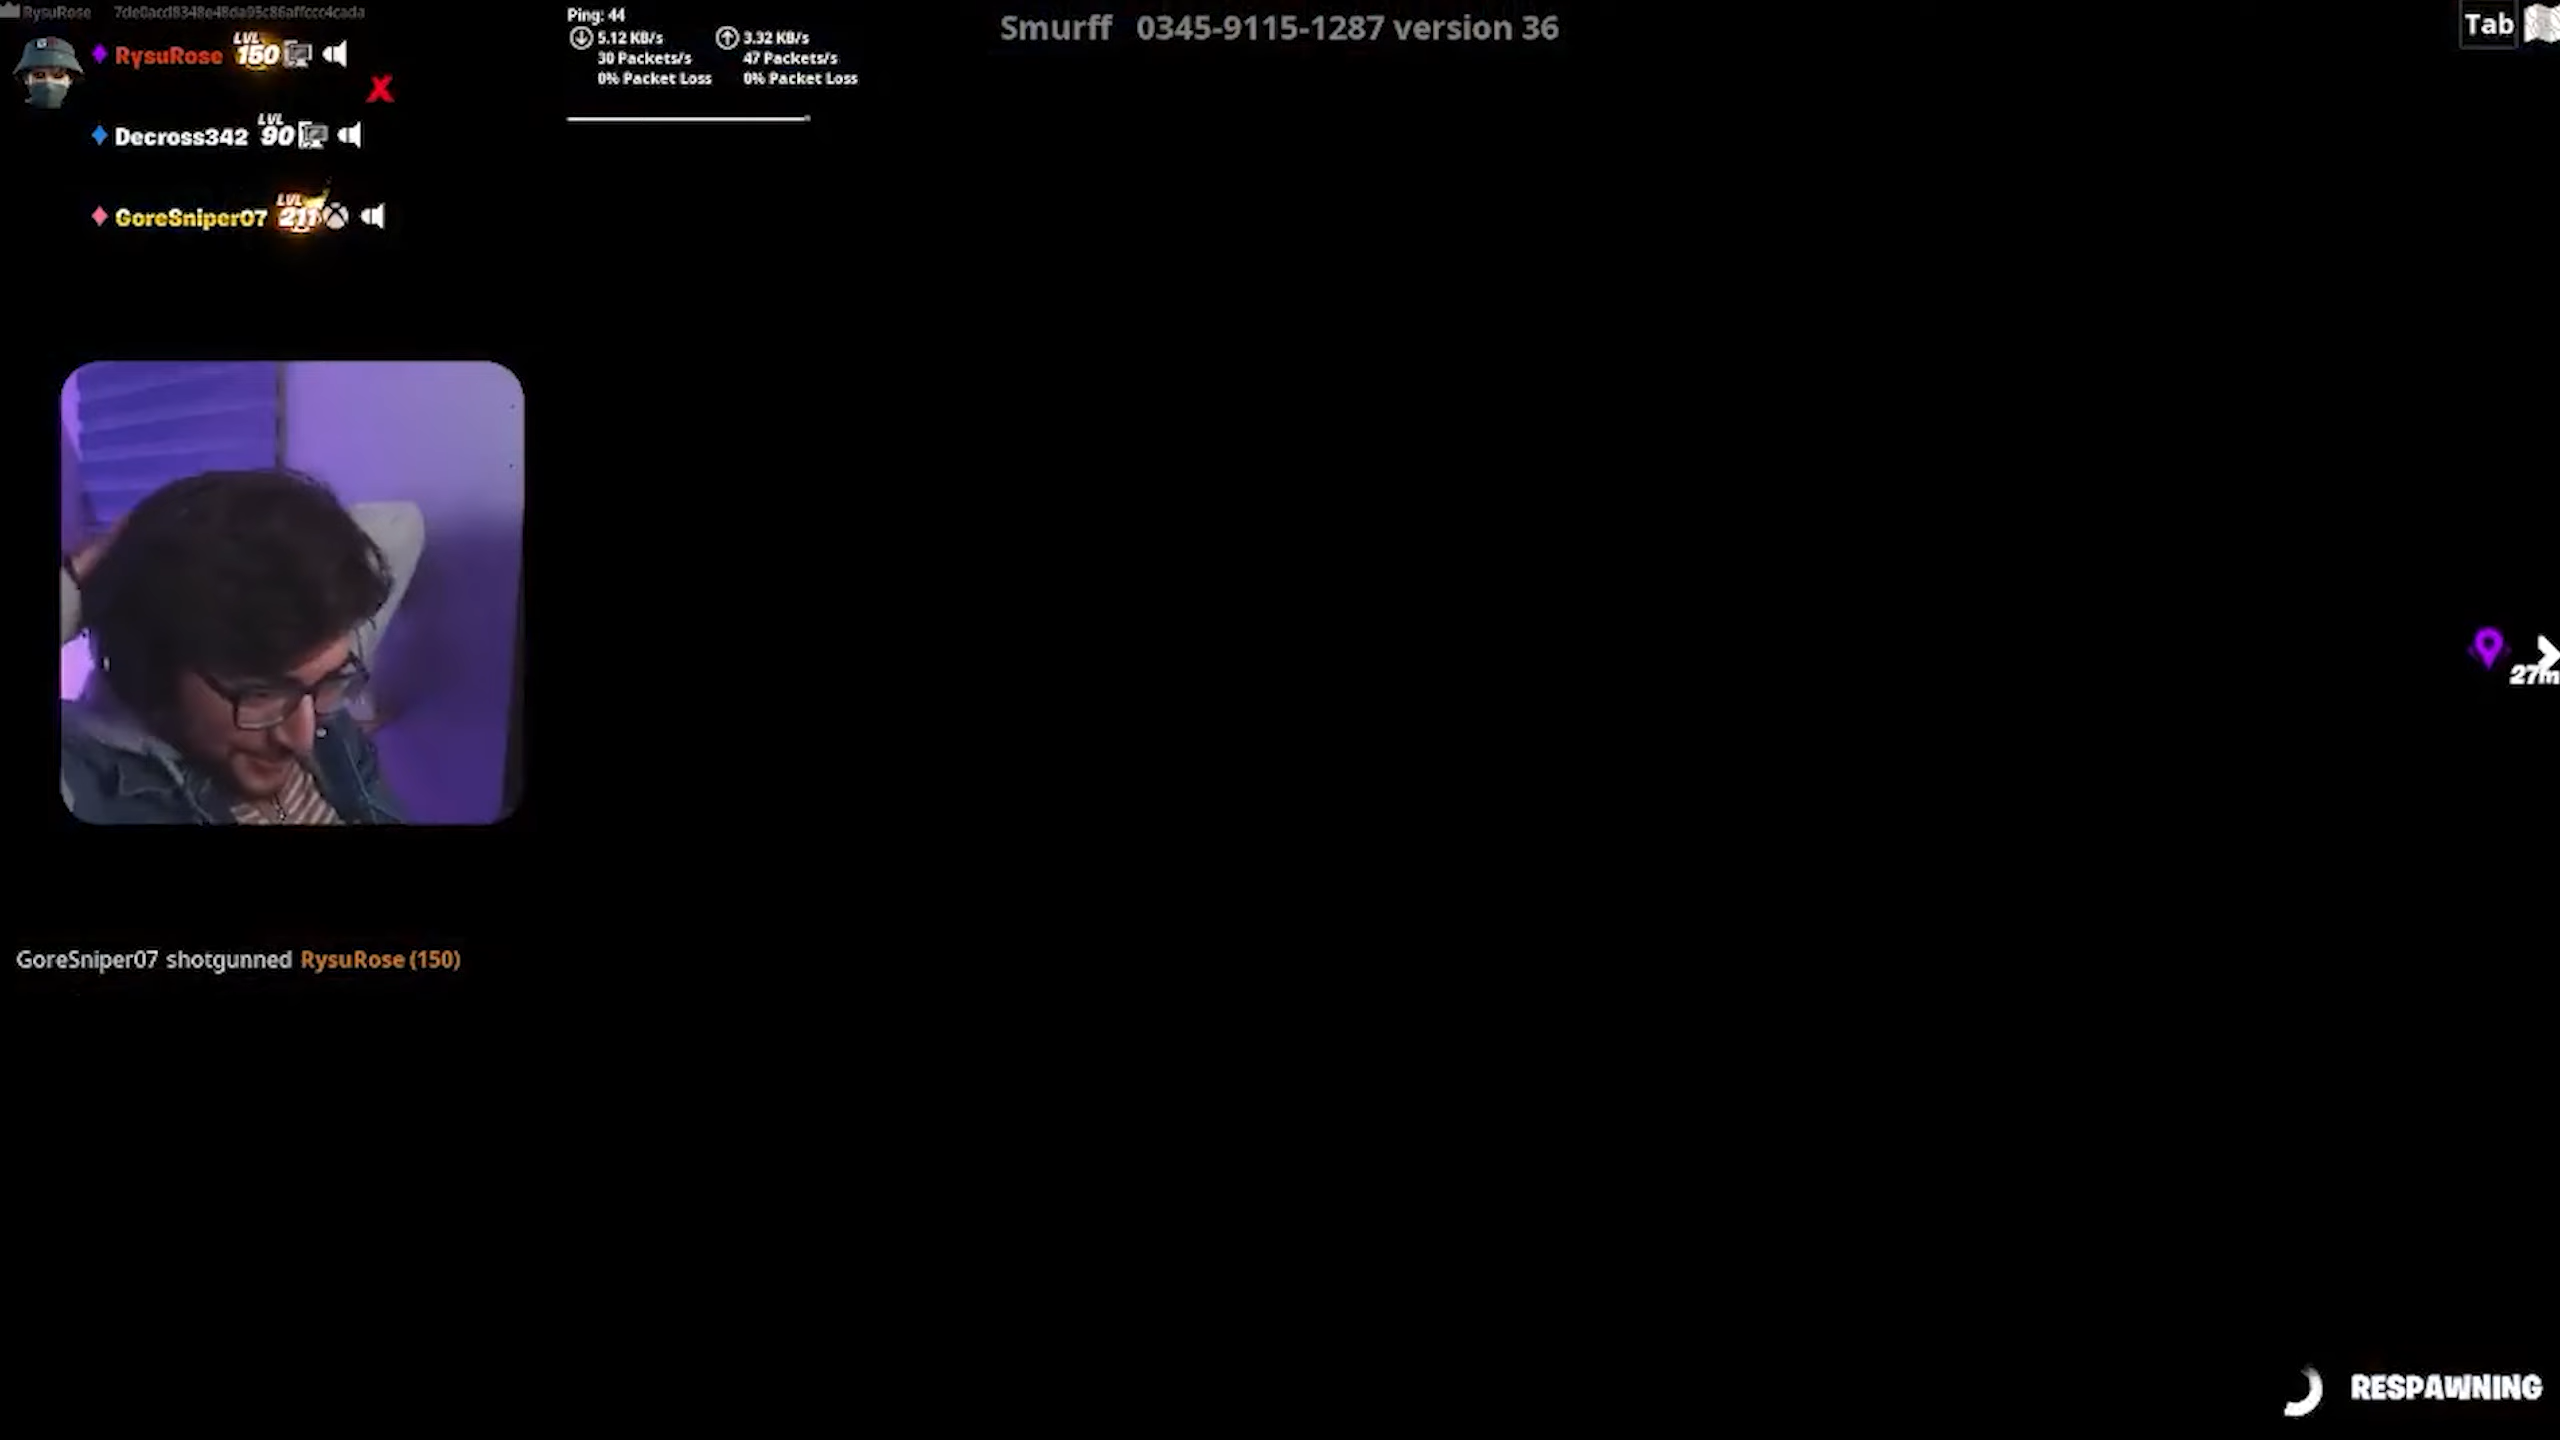 RysuRose 7de0acd8348e48da95c86affccc4cada
RysuRose LVL 150
X
Decross342 LVL 90
GoreSniper07 LVL 211
Ping: 44
5.12 KB/s 3.32 KB/s
30 Packets/s 47 Packets/s
0% Packet Loss 0% Packet Loss
Smurff 0345-9115-1287 version 36
Tab
27m
GoreSniper07 shotgunned RysuRose (150)
RESPAWNING